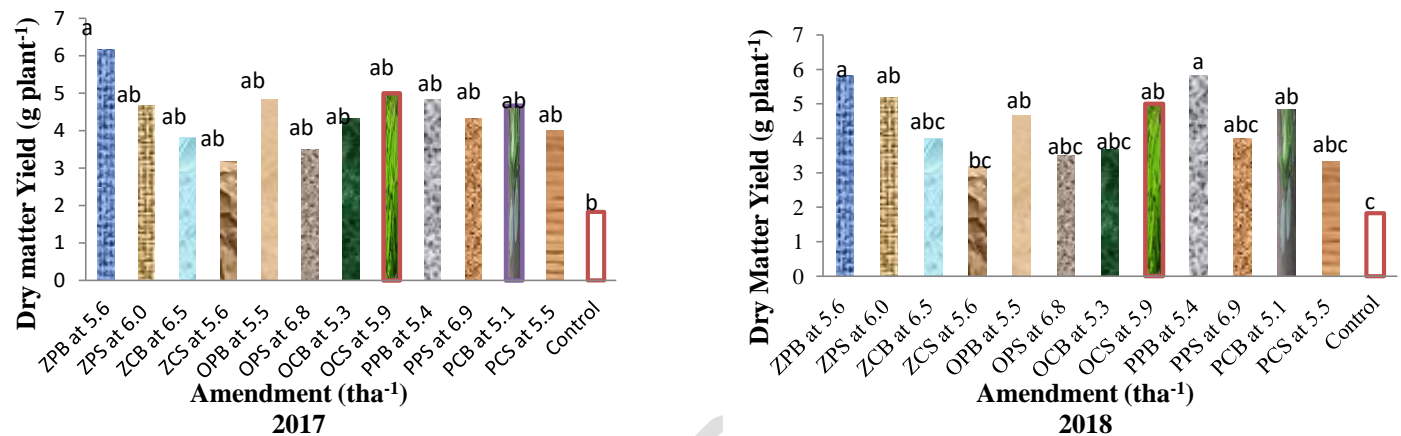 Dry matter Yield (g plant-1)
7
6
5
4
3
2
1
0
a
ab
ab
ab
ab
ab
ab
ab
ab
ab
ab
ab
b
ZPB at 5.6
ZPS at 6.0
ZCB at 6.5
ZCS at 5.6
OPB at 5.5
OPS at 6.8
OCB at 5.3
OCS at 5.9
PPB at 5.4
PPS at 6.9
PCB at 5.1
PCS at 5.5
Control
Amendment (tha-1)
2017
Dry Matter Yield (g plant-1)
7
6
5
4
3
2
1
0
a
ab
abc
bc
ab
abc
abc
ab
a
abc
ab
abc
c
ZPB at 5.6
ZPS at 6.0
ZCB at 6.5
ZCS at 5.6
OPB at 5.5
OPS at 6.8
OCB at 5.3
OCS at 5.9
PPB at 5.4
PPS at 6.9
PCB at 5.1
PCS at 5.5
Control
Amendment (tha-1)
2018